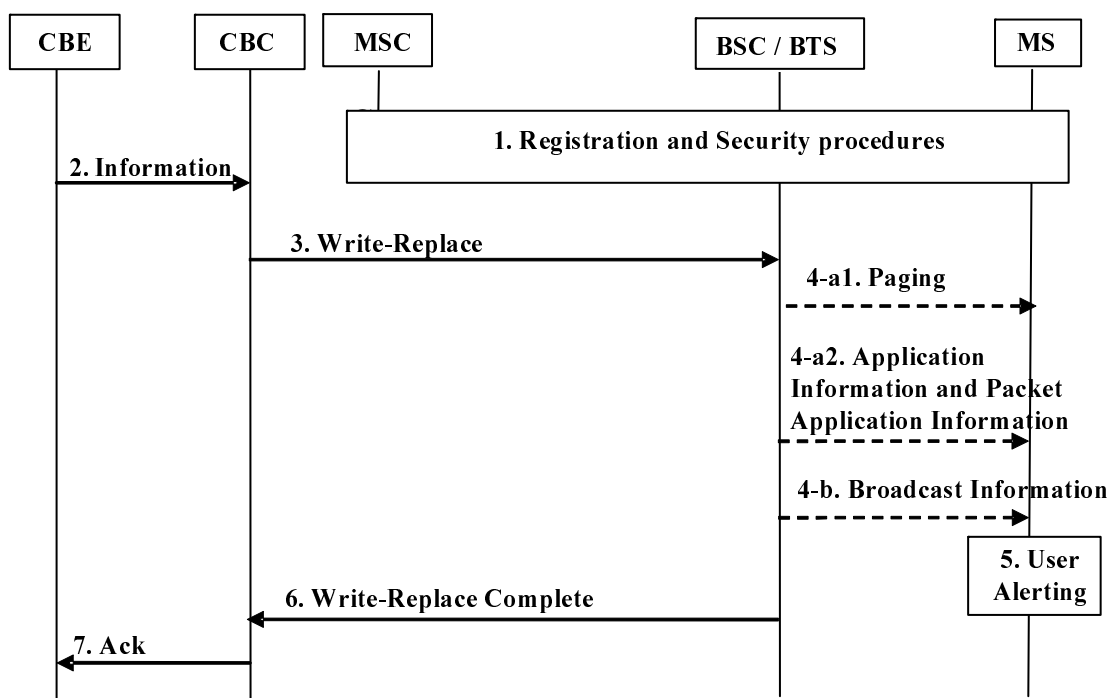 CBE
CBC
MSC
BSC / BTS
MS
1. Registration and Security procedures
2. Information
3. Write-Replace
4-a1. Paging
4-a2. Application
Information and Packet
Application Information
4-b. Broadcast Information
5. User
Alerting
6. Write-Replace Complete
7. Ack